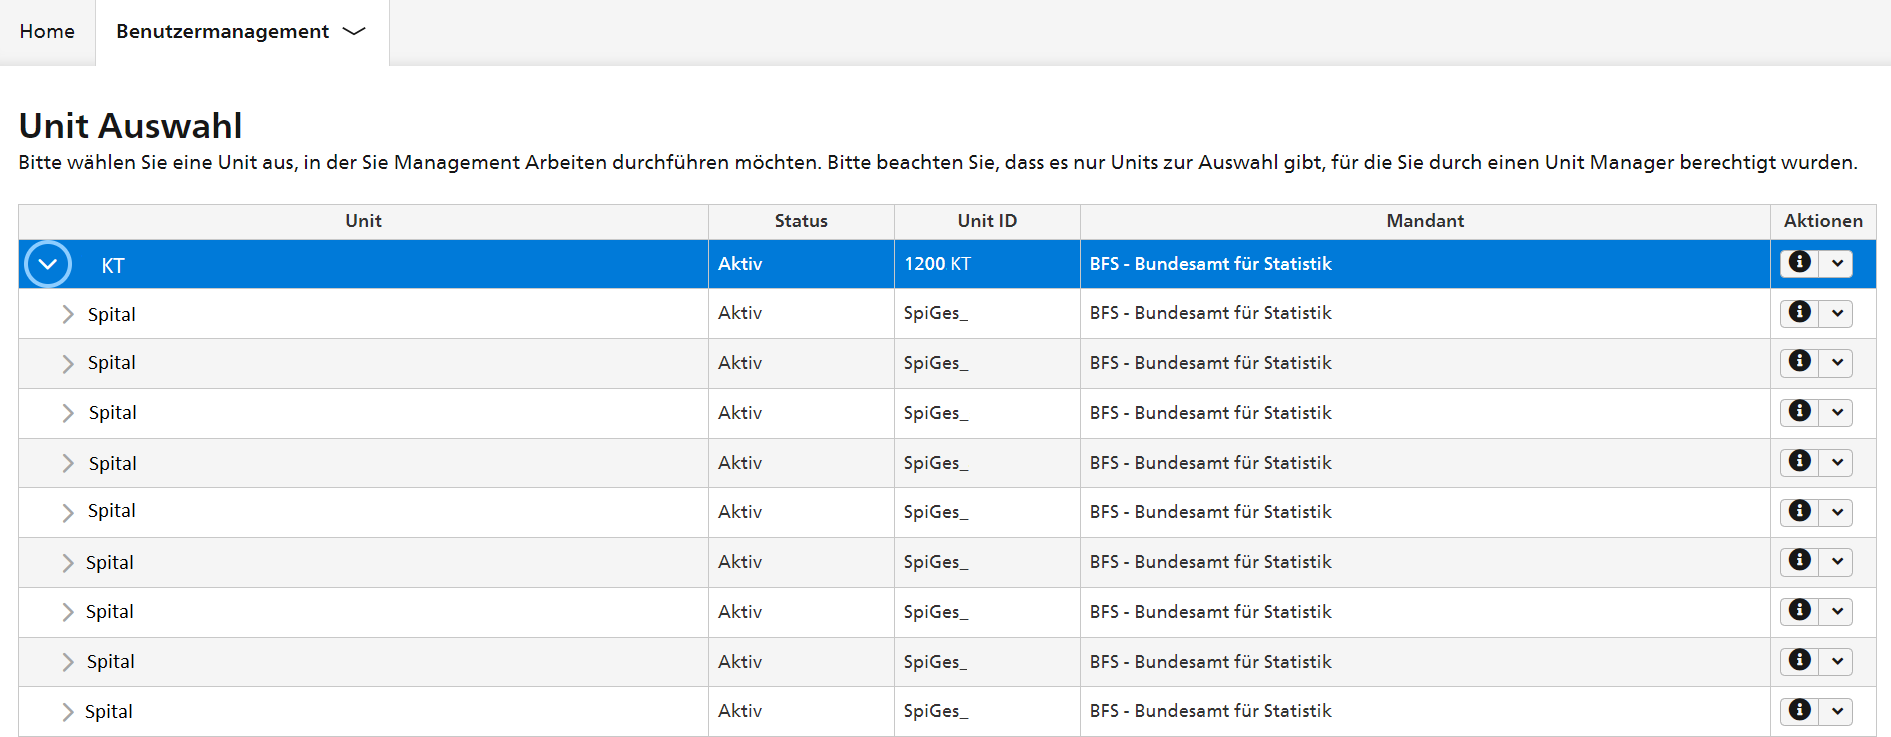 Home Benutzermanagement
Unit Auswahl
Bitte wählen Sie eine Unit aus, in der Sie Management Arbeiten durchführen möchten. Bitte beachten Sie, dass es nur Units zur Auswahl gibt, für die Sie durch einen Unit Manager berechtigt wurden.
Unit Status Unit ID Mandant Aktionen
KT Aktiv 1200 KT BFS - Bundesamt für Statistik
Spital Aktiv SpiGes_ BFS - Bundesamt für Statistik
Spital Aktiv SpiGes_ BFS - Bundesamt für Statistik
Spital Aktiv SpiGes_ BFS - Bundesamt für Statistik
Spital Aktiv SpiGes_ BFS - Bundesamt für Statistik
Spital Aktiv SpiGes_ BFS - Bundesamt für Statistik
Spital Aktiv SpiGes_ BFS - Bundesamt für Statistik
Spital Aktiv SpiGes_ BFS - Bundesamt für Statistik
Spital Aktiv SpiGes_ BFS - Bundesamt für Statistik
Spital Aktiv SpiGes_ BFS - Bundesamt für Statistik